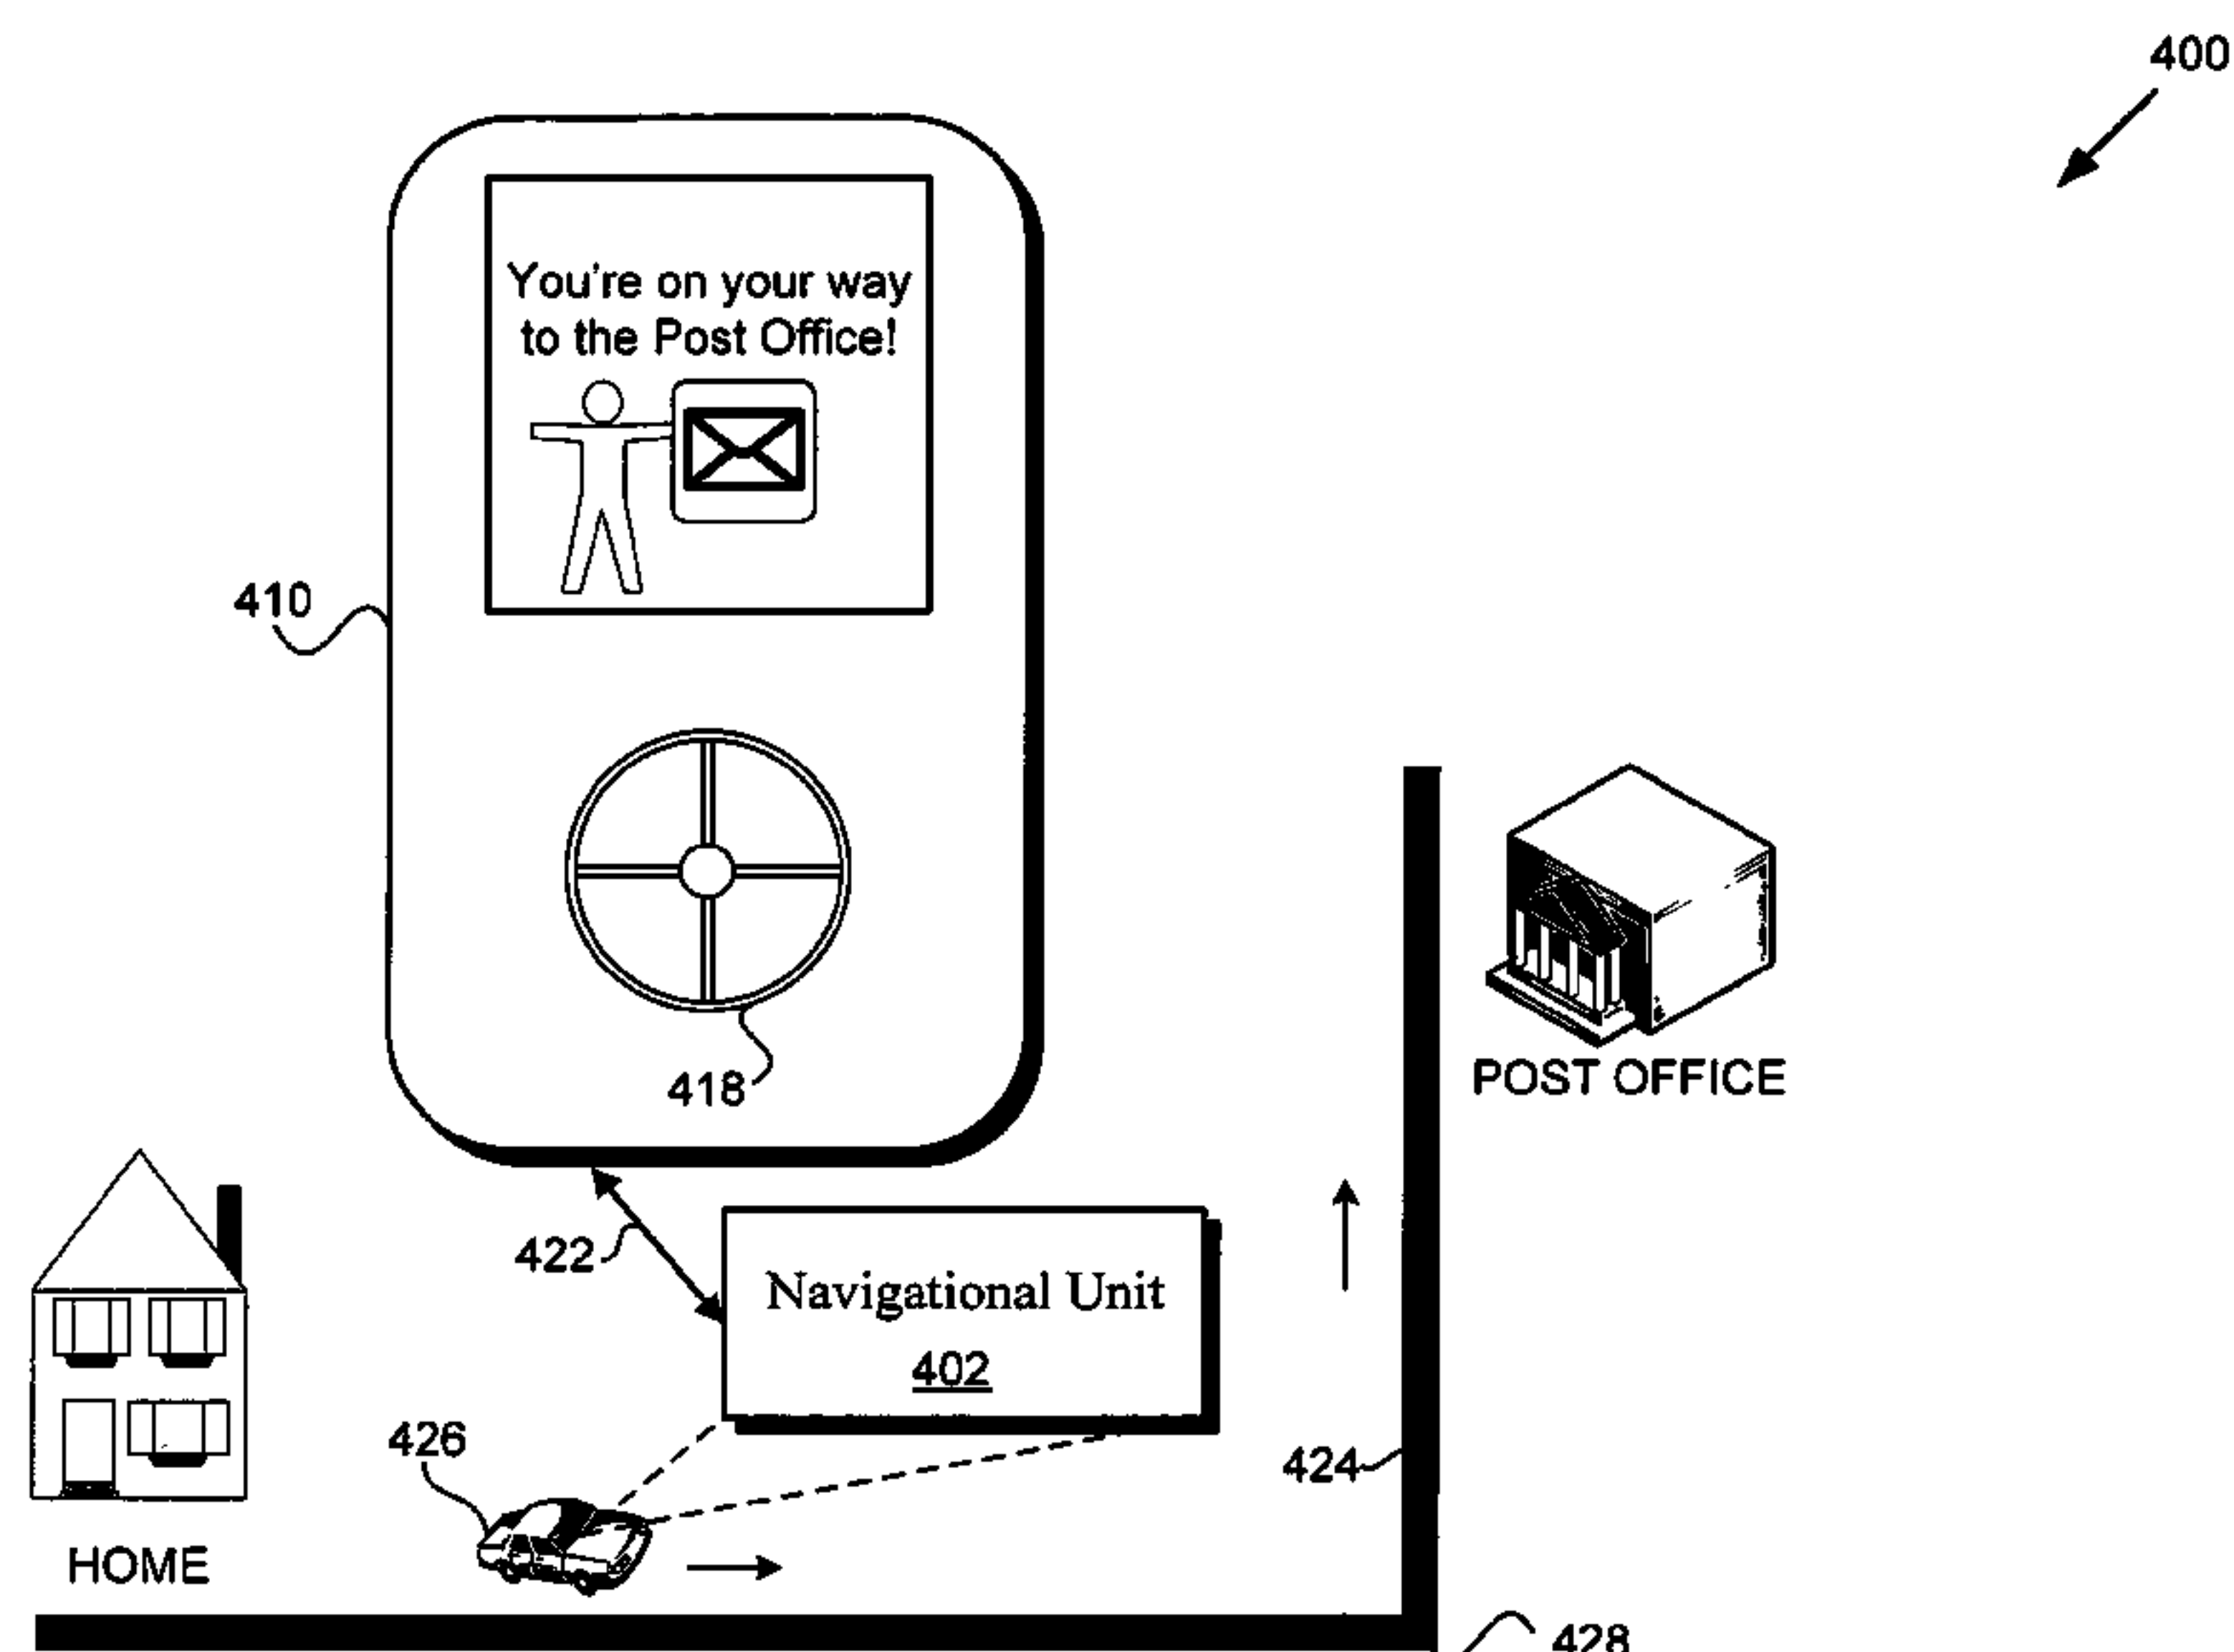 400
You're on your way
to the Post Office!
410
418
POST OFFICE
422
Navigational Unit
402
426
424
HOME
428